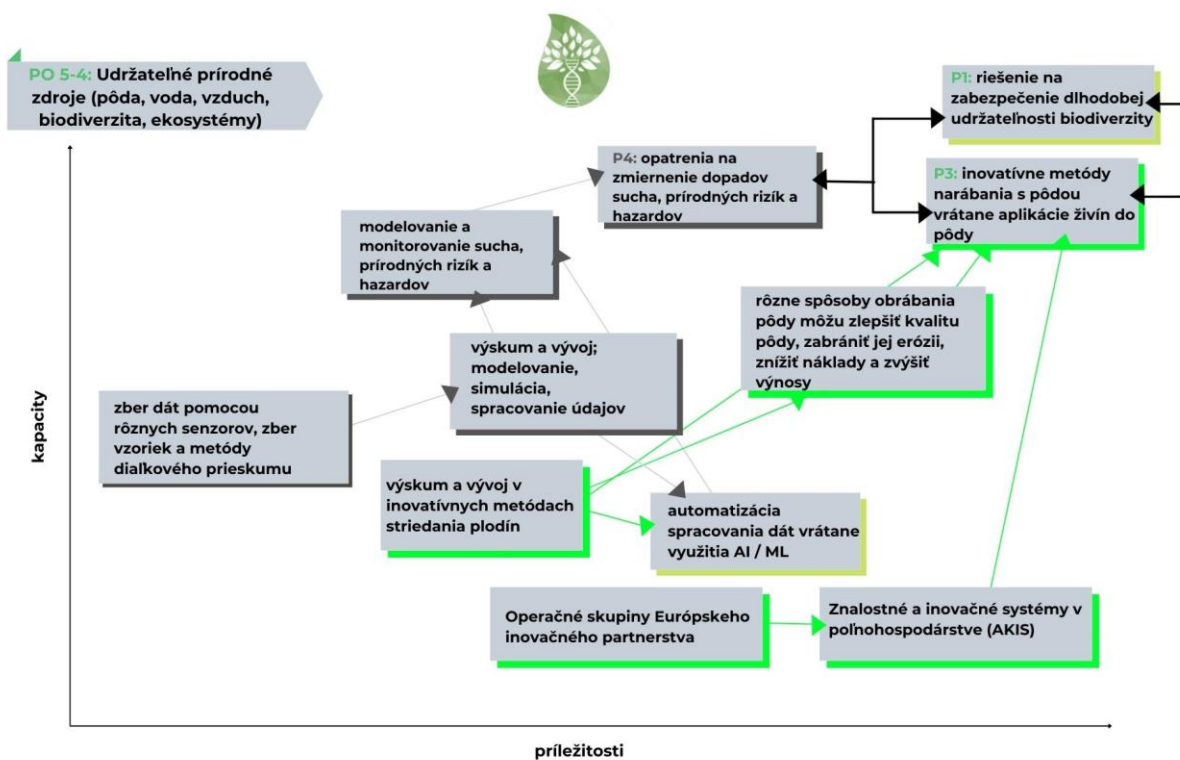 PO 5-4: Udržateľné prírodné
zdroje (pôda, voda, vzduch,
biodiverzita, ekosystémy)
P1: riešenie na
zabezpečenie dlhodobej
udržateľnosti biodiverzity
P4: opatrenia na
zmiernenie dopadov
sucha, prírodných rizík a
hazardov
P3: inovatívne metódy
narábania s pôdou
vrátane aplikácie živín do
pôdy
modelovanie a
monitorovanie sucha,
prírodných rizík a
hazardov
rôzne spôsoby obrábania
pôdy môžu zlepšiť kvalitu
pôdy, zabrániť jej erózii,
znížiť náklady a zvýšiť
výnosy
výskum a vývoj;
modelovanie,
simulácia,
spracovanie údajov
zber dát pomocou
rôznych senzorov, zber
vzoriek a metódy
diaľkového prieskumu
výskum a vývoj v
inovatívnych metódach
striedania plodín
automatizácia
spracovania dát vrátane
využitia AI / ML
Operačné skupiny Európskeho
inovačného partnerstva
Znalostné a inovačné systémy v
poľnohospodárstve (AKIS)
kapacity
príležitosti